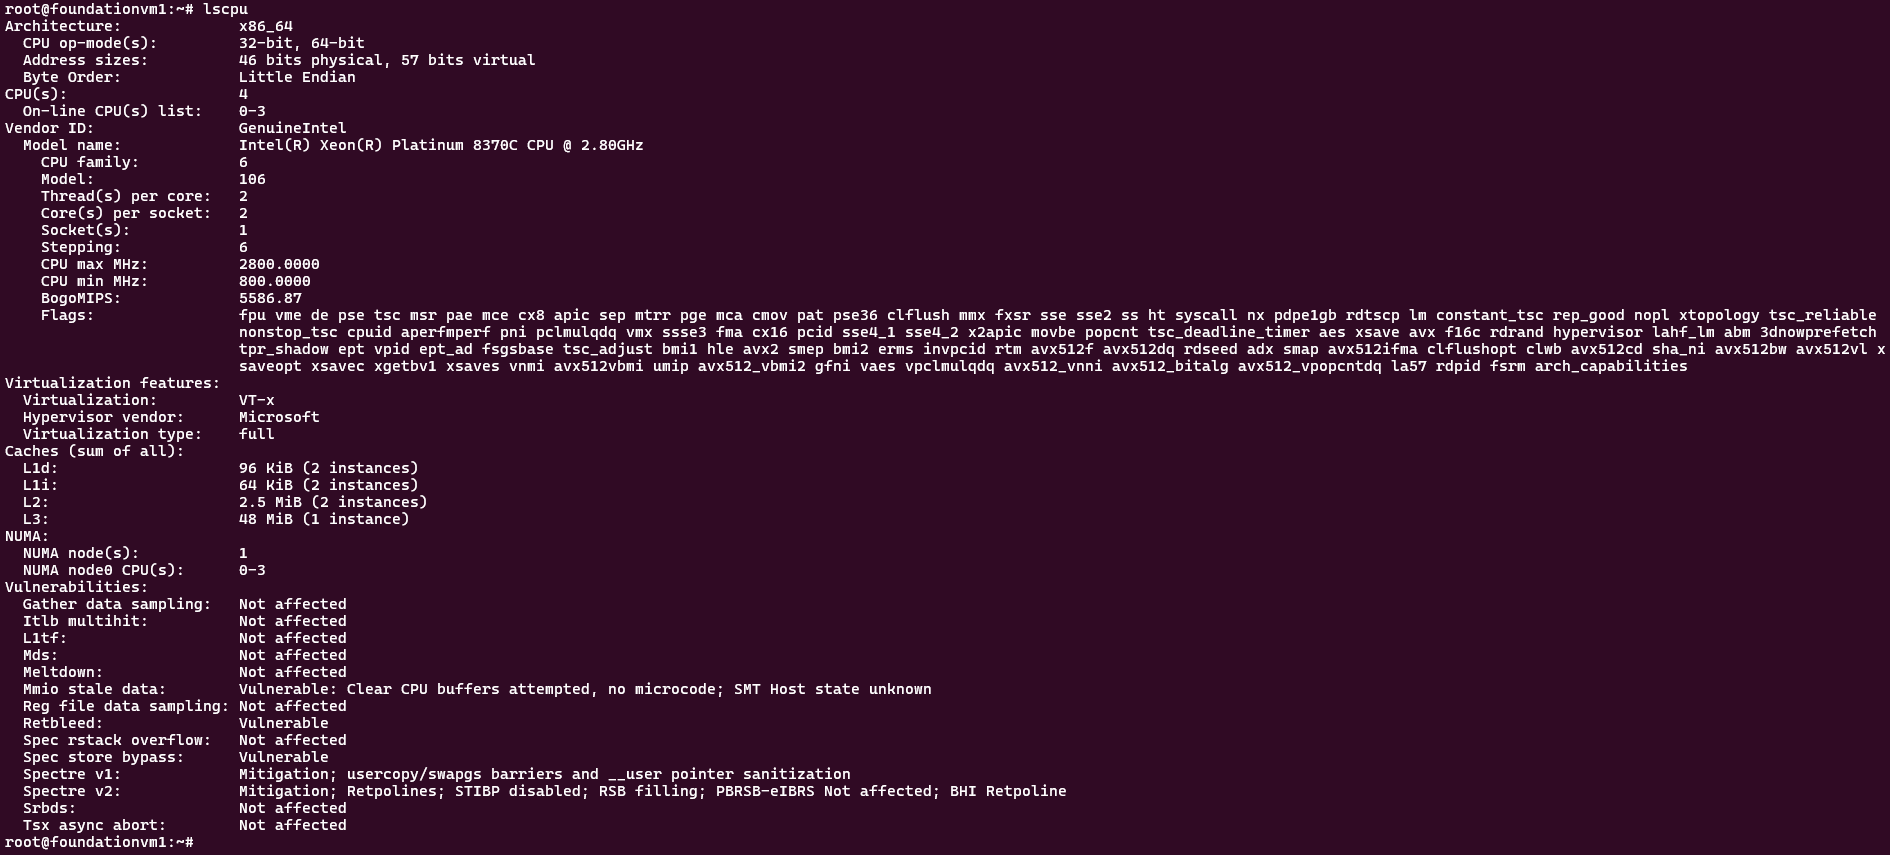 root@foundationvm1:~# lscpu
Architecture:             x86_64
  CPU op-mode(s):         32-bit, 64-bit
  Address sizes:          46 bits physical, 57 bits virtual
  Byte Order:             Little Endian
CPU(s):                   4
  On-line CPU(s) list:    0-3
Vendor ID:                GenuineIntel
  Model name:             Intel(R) Xeon(R) Platinum 8370C CPU @ 2.80GHz
    CPU family:           6
    Model:                106
    Thread(s) per core:   2
    Core(s) per socket:   2
    Socket(s):            1
    Stepping:             6
    CPU max MHz:          2800.0000
    CPU min MHz:          800.0000
    BogoMIPS:             5586.87
    Flags:                fpu vme de pse tsc msr pae mce cx8 apic sep mtrr pge mca cmov pat pse36 clflush mmx fxsr sse sse2 ss ht syscall nx pdpe1gb rdtscp lm constant_tsc rep_good nopl xtopology tsc_reliable
                          nonstop_tsc cpuid aperfmperf pni pclmulqdq vmx ssse3 fma cx16 pcid sse4_1 sse4_2 x2apic movbe popcnt tsc_deadline_timer aes xsave avx f16c rdrand hypervisor lahf_lm abm 3dnowprefetch
                          tpr_shadow ept vpid ept_ad fsgsbase tsc_adjust bmi1 hle avx2 smep bmi2 erms invpcid rtm avx512f avx512dq rdseed adx smap avx512ifma clflushopt clwb avx512cd sha_ni avx512bw avx512vl x
                          saveopt xsavec xgetbv1 xsaves vnmi avx512vbmi umip avx512_vbmi2 gfni vaes vpclmulqdq avx512_vnni avx512_bitalg avx512_vpopcntdq la57 rdpid fsrm arch_capabilities
Virtualization features:
  Virtualization:         VT-x
  Hypervisor vendor:      Microsoft
  Virtualization type:    full
Caches (sum of all):
  L1d:                    96 KiB (2 instances)
  L1i:                    64 KiB (2 instances)
  L2:                     2.5 MiB (2 instances)
  L3:                     48 MiB (1 instance)
NUMA:
  NUMA node(s):           1
  NUMA node0 CPU(s):      0-3
Vulnerabilities:
  Gather data sampling:   Not affected
  Itlb multihit:          Not affected
  L1tf:                   Not affected
  Mds:                    Not affected
  Meltdown:               Not affected
  Mmio stale data:        Vulnerable: Clear CPU buffers attempted, no microcode; SMT Host state unknown
  Reg file data sampling: Not affected
  Retbleed:               Vulnerable
  Spec rstack overflow:   Not affected
  Spec store bypass:      Vulnerable
  Spectre v1:             Mitigation; usercopy/swapgs barriers and __user pointer sanitization
  Spectre v2:             Mitigation; Retpolines; STIBP disabled; RSB filling; PBRSB-eIBRS Not affected; BHI Retpoline
  Srbds:                  Not affected
  Tsx async abort:        Not affected
root@foundationvm1:~#